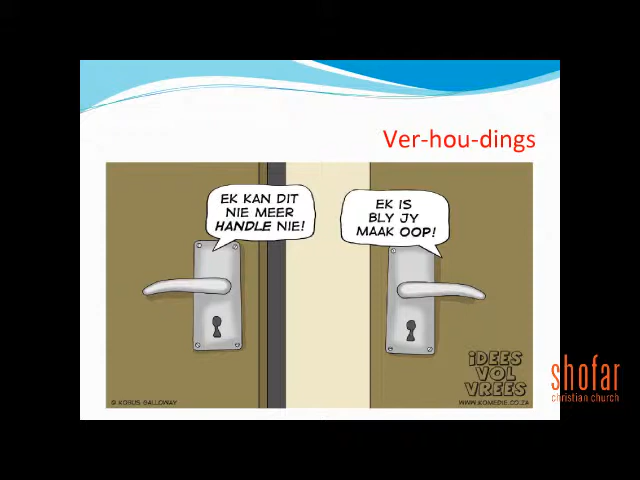 Ver-hou-dings
EK KAN DIT
NIE MEER
HANDLE NIE!
EK IS
BLY JY
MAAK OOP!
iDEES
VOL
VREES
© KOBUS GALLOWAY
WWW.KOMEDIE.CO.ZA
shofar
christian church